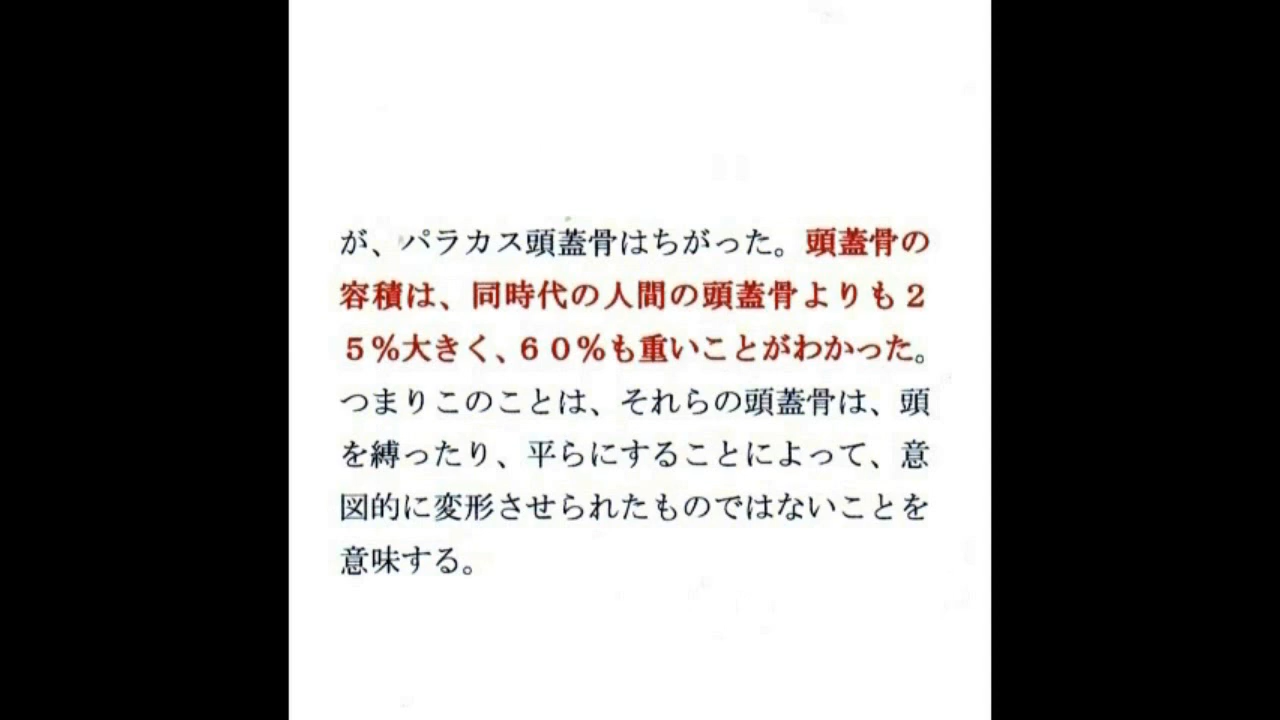 が、パラカス頭蓋骨はちがった。頭蓋骨の
容積は、同時代の人間の頭蓋骨よりも２
５％大きく、６０％も重いことがわかった。
つまりこのことは、それらの頭蓋骨は、頭
を縛ったり、平らにすることによって、意
図的に変形させられたものではないことを
意味する。